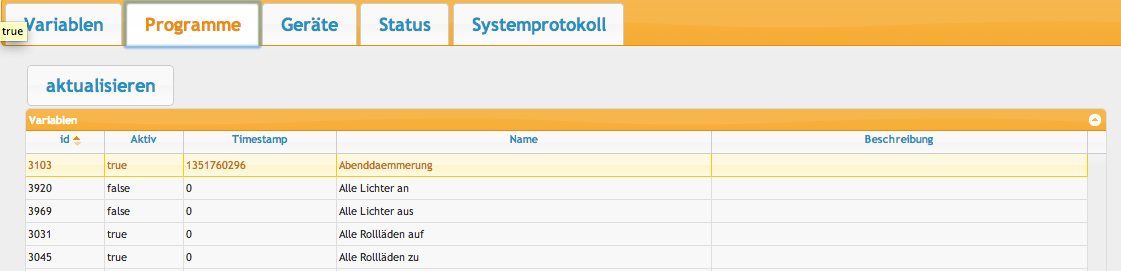 Variablen Programme Geräte Status Systemprotokoll
true
aktualisieren
Variablen
id Aktiv Timestamp Name Beschreibung
3103 true 1351760296 Abenddaemmerung
3920 false 0 Alle Lichter an
3969 false 0 Alle Lichter aus
3031 true 0 Alle Rollläden auf
3045 true 0 Alle Rollläden zu